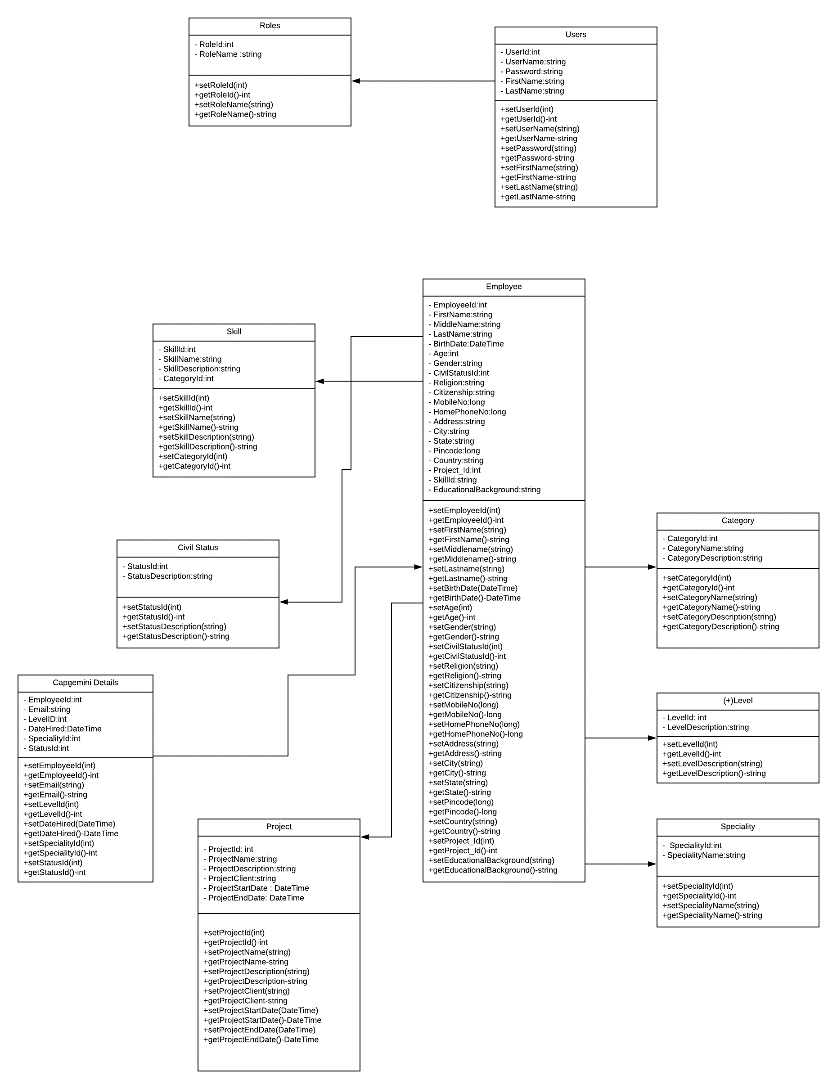 Roles
- RoleId:int
- RoleName :string
+setRoleId(int)
+getRoleId()-int
+setRoleName(string)
+getRoleName()-string
Users
- UserId:int
- UserName:string
- Password:string
- FirstName:string
- LastName:string
+setUserId(int)
+getUserId()-int
+setUserName(string)
+getUserName-string
+setPassword(string)
+getPassword-string
+setFirstName(string)
+getFirstName-string
+setLastName(string)
+getLastName-string
Employee
- EmployeeId:int
- FirstName:string
- MiddleName:string
- LastName:string
- BirthDate:DateTime
- Age:int
- Gender:string
- CivilStatusId:int
- Religion:string
- Citizenship:string
- MobileNo:long
- HomePhoneNo:long
- Address:string
- City:string
- State:string
- Pincode:long
- Country:string
- Project_Id:int
- SkillId:string
- EducationalBackground:string
+setEmployeeId(int)
+getEmployeeId()-int
+setFirstName(string)
+getFirstName()-string
+setMiddlename(string)
+getMiddlename()-string
+setLastname(string)
+getLastname()-string
+setBirthDate(DateTime)
+getBirthDate()-DateTime
+setAge(int)
+getAge()-int
+setGender(string)
+getGender()-string
+setCivilStatusId(int)
+getCivilStatusId()-int
+setReligion(string)
+getReligion()-string
+setCitizenship(string)
+getCitizenship()-string
+setMobileNo(long)
+getMobileNo()-long
+setHomePhoneNo(long)
+getHomePhoneNo()-long
+setAddress(string)
+getAddress()-string
+setCity(string)
+getCity()-string
+setState(string)
+getState()-string
+setPincode(long)
+getPincode()-long
+setCountry(string)
+getCountry()-string
+setProject_Id(int)
+getProject_Id()-int
+setEducationalBackground(string)
+getEducationalBackground()-string
Skill
- SkillId:int
- SkillName:string
- SkillDescription:string
- CategoryId:int
+setSkillId(int)
+getSkillId()-int
+setSkillName(string)
+getSkillName()-string
+setSkillDescription(string)
+getSkillDescription()-string
+setCategoryId(int)
+getCategoryId()-int
Civil Status
- StatusId:int
- StatusDescription:string
+setStatusId(int)
+getStatusId()-int
+setStatusDescription(string)
+getStatusDescription()-string
Category
- CategoryId:int
- CategoryName:string
- CategoryDescription:string
+setCategoryId(int)
+getCategoryId()-int
+setCategoryName(string)
+getCategoryName()-string
+setCategoryDescription(string)
+getCategoryDescription()-string
Capgemini Details
- EmployeeId:int
- Email:string
- LevelID:int
- DateHired:DateTime
- SpecialityId:int
- StatusId:int
+setEmployeeId(int)
+getEmployeeId()-int
+setEmail(string)
+getEmail()-string
+setLevelId(int)
+getLevelId()-int
+setDateHired(DateTime)
+getDateHired()-DateTime
+setSpecialityId(int)
+getSpecialityId()-int
+setStatusId(int)
+getStatusId()-int
(+)Level
- LevelId: int
- LevelDescription:string
+setLevelId(int)
+getLevelId()-int
+setLevelDescription(string)
+getLevelDescription()-string
Project
- ProjectId: int
- ProjectName:string
- ProjectDescription:string
- ProjectClient:string
- ProjectStartDate : DateTime
- ProjectEndDate: DateTime
+setProjectId(int)
+getProjectId()-int
+setProjectName(string)
+getProjectName-string
+setProjectDescription(string)
+getProjectDescription-string
+setProjectClient(string)
+getProjectClient-string
+setProjectStartDate(DateTime)
+getProjectStartDate()-DateTime
+setProjectEndDate(DateTime)
+getProjectEndDate()-DateTime
Speciality
- SpecialityId:int
- SpecialityName:string
+setSpecialityId(int)
+getSpecialityId()-int
+setSpecialityName(string)
+getSpecialityName()-string